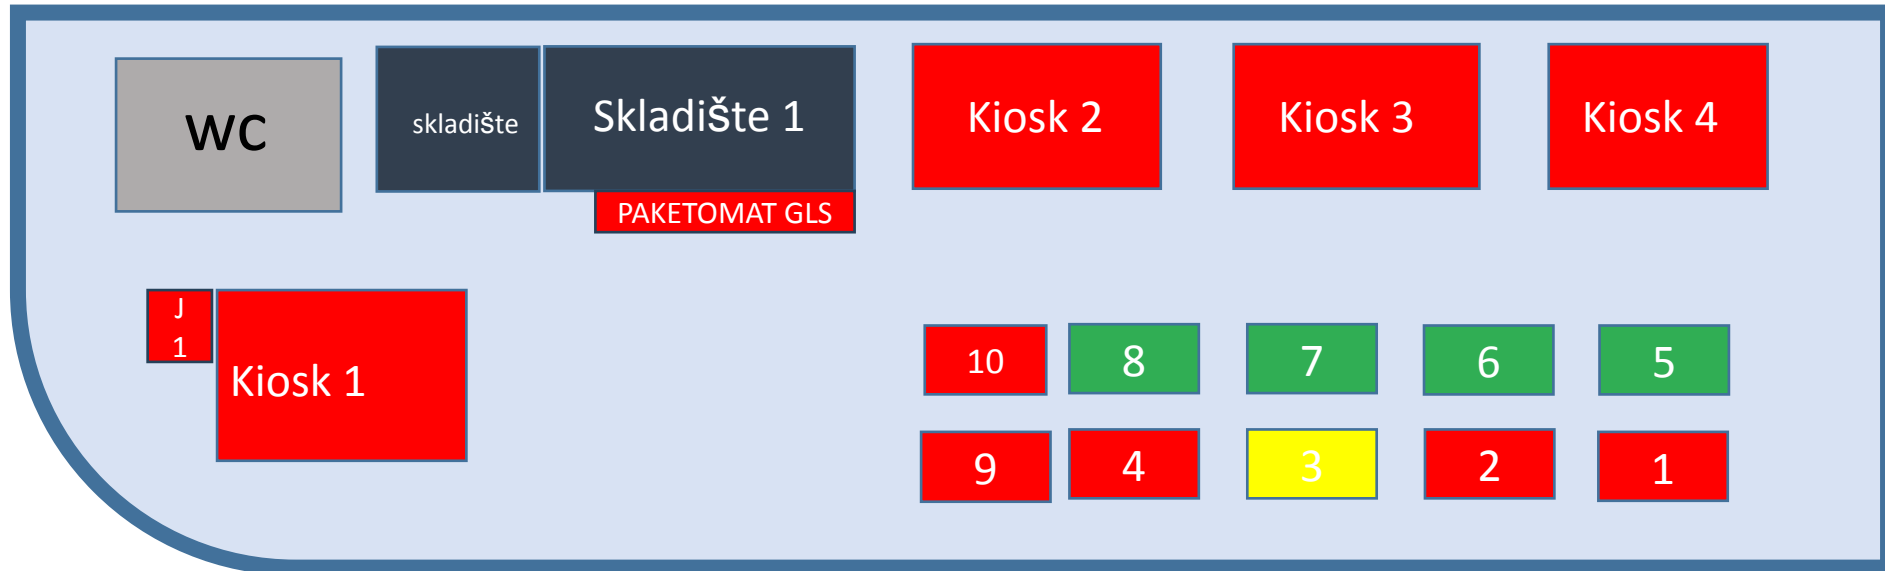 WC
skladište
Skladište 1
Kiosk 2
Kiosk 3
Kiosk 4
PAKETOMAT GLS
J
1
Kiosk 1
10
8
7
6
5
9
4
3
2
1